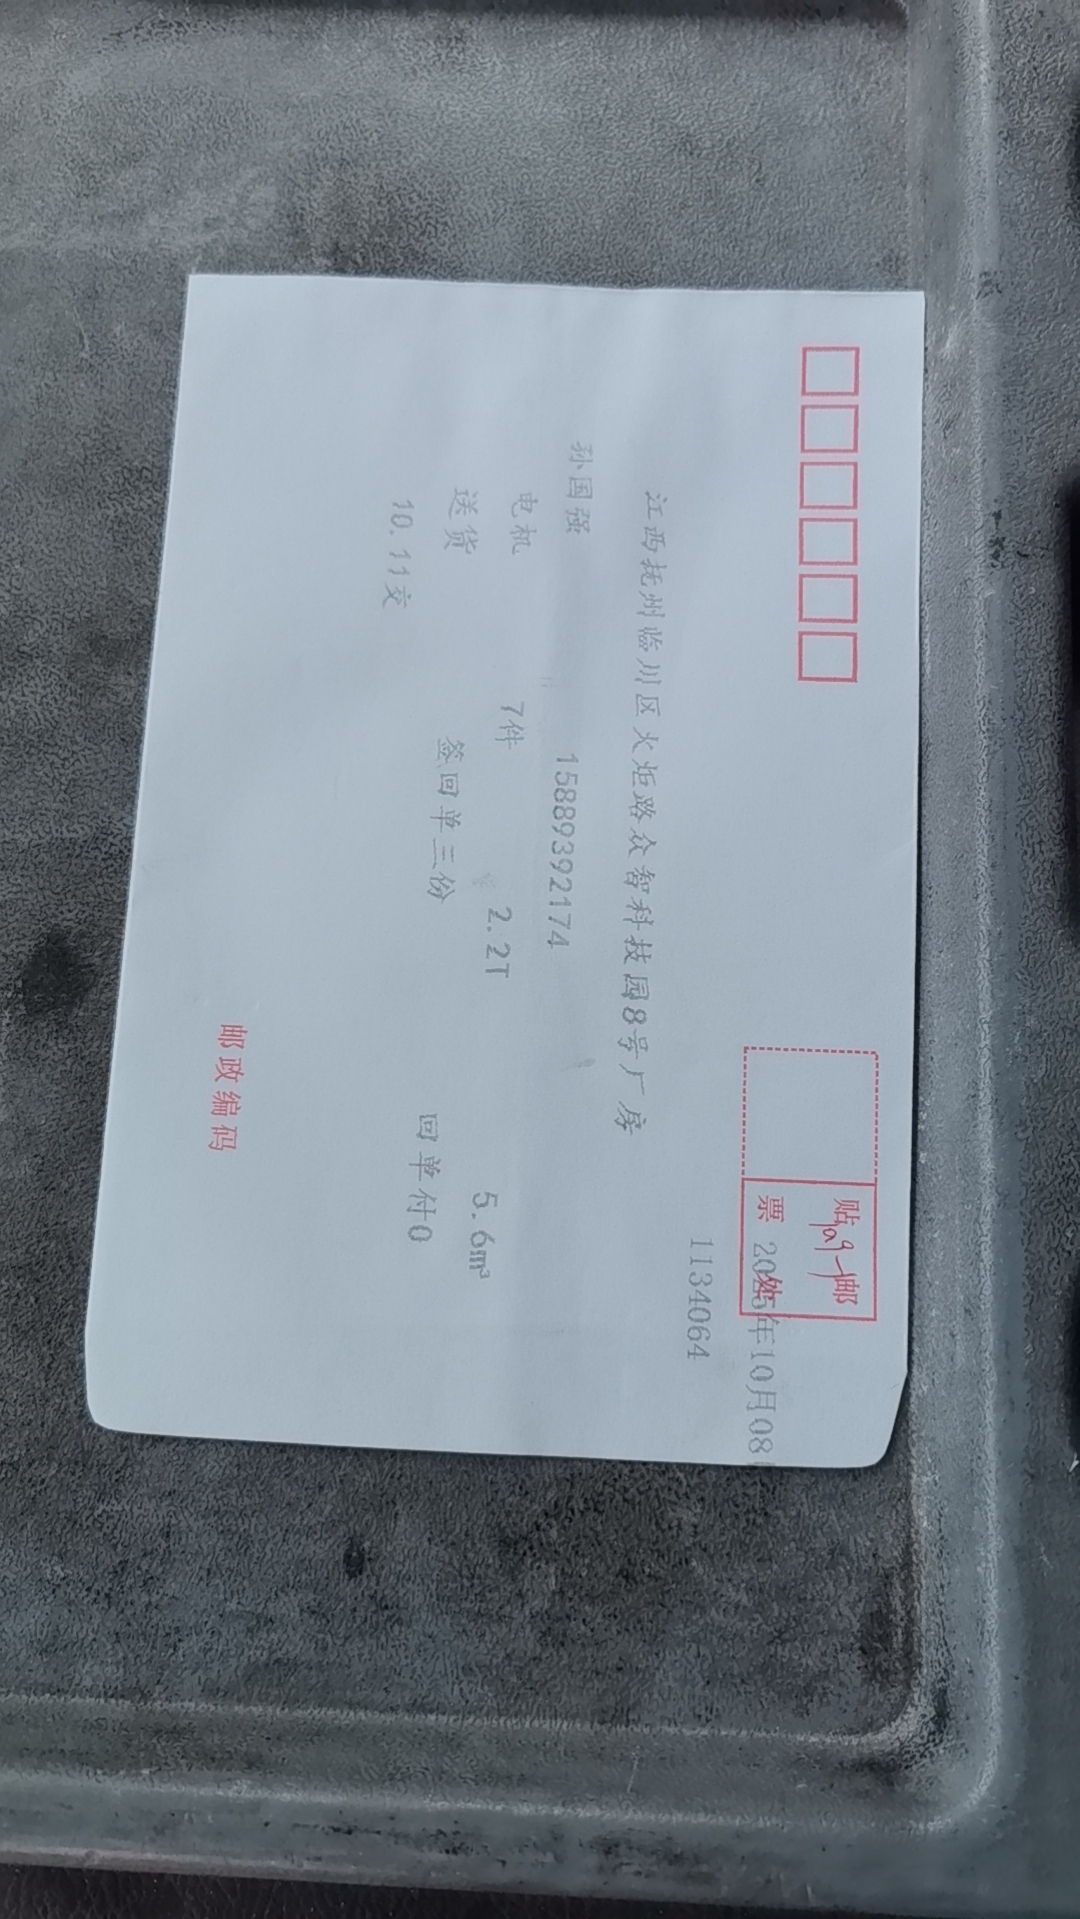 贴 邮
票 处
2025年10月08
1134064
江西抚州临川区火炬路众智科技园8号厂房
孙国强 15889392174
电机 7件 2.2T 5.6m³
送货 签回单三份 回单付0
10.11交
邮政编码